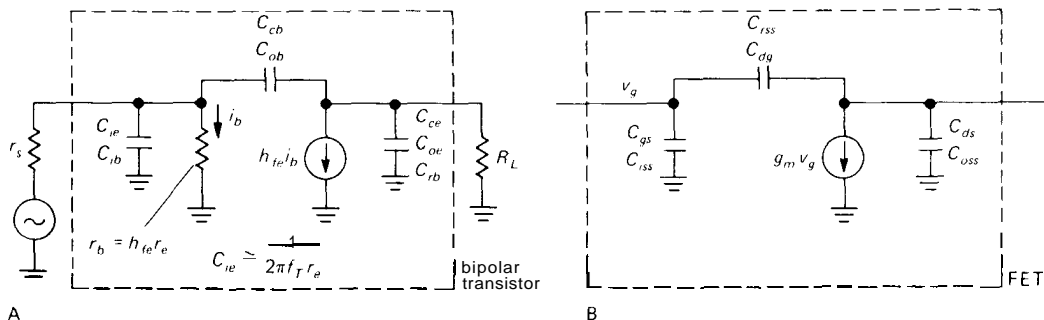 C_cb
C_ob
i_b
C_ie
C_ib
r_s
h_fe i_b
C_ce
C_oe
C_rb
R_L
r_b = h_fe r_e
C_ie ≃ 1 / 2πf_T r_e
bipolar
transistor
A
C_rss
C_dg
v_g
C_gs
C_rss
g_m v_g
C_ds
C_oss
FET
B